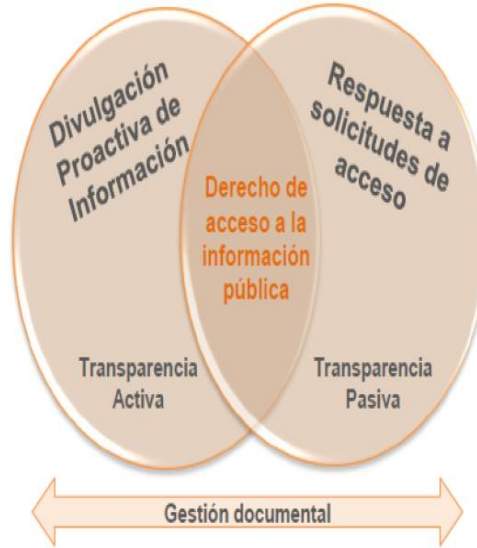 Divulgación
Proactiva de
Información
Respuesta a
solicitudes de
acceso
Derecho de
acceso a la
información
pública
Transparencia
Activa
Transparencia
Pasiva
Gestión documental